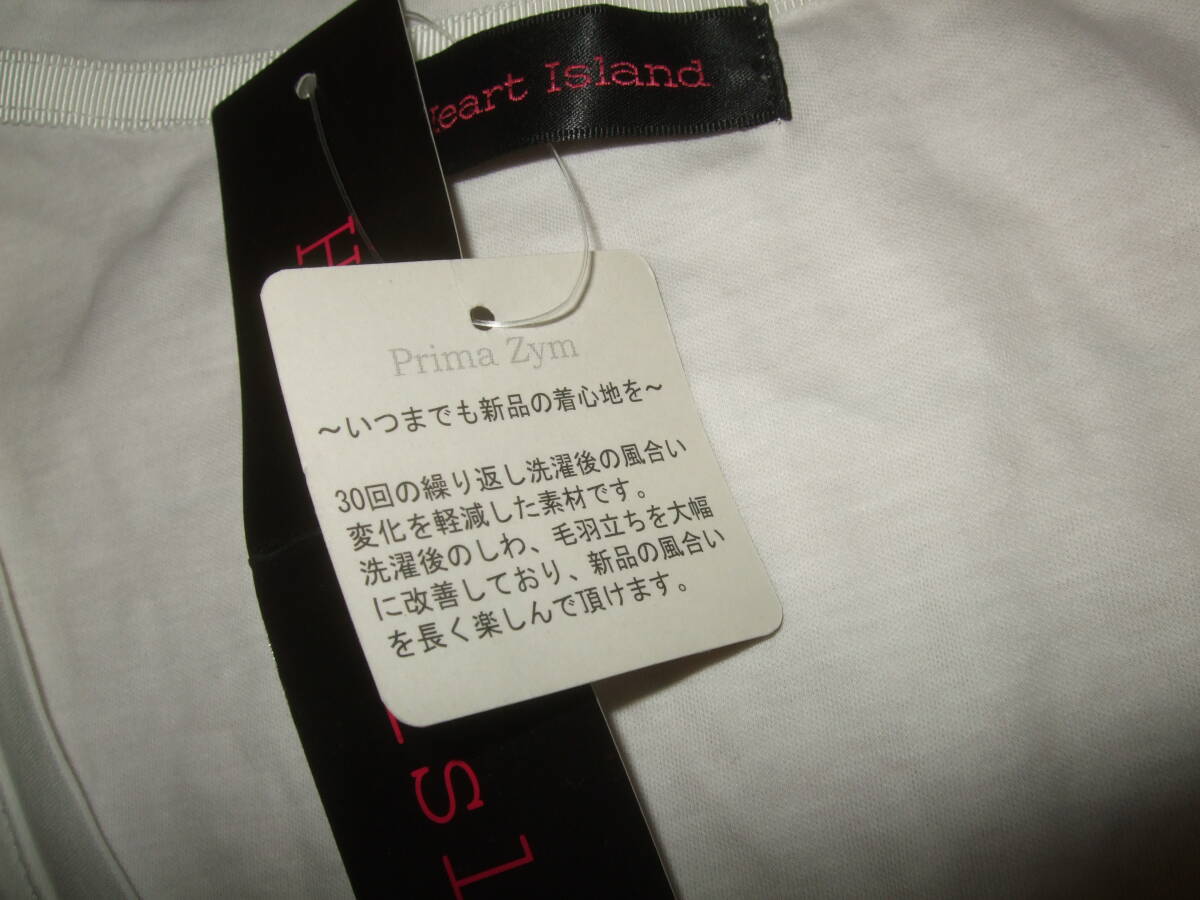 Heart Island
Prima Zym
～いつまでも新品の着心地を～
30回の繰り返し洗濯後の風合い
変化を軽減した素材です。
洗濯後のしわ、毛羽立ちを大幅
に改善しており、新品の風合い
を長く楽しんで頂けます。